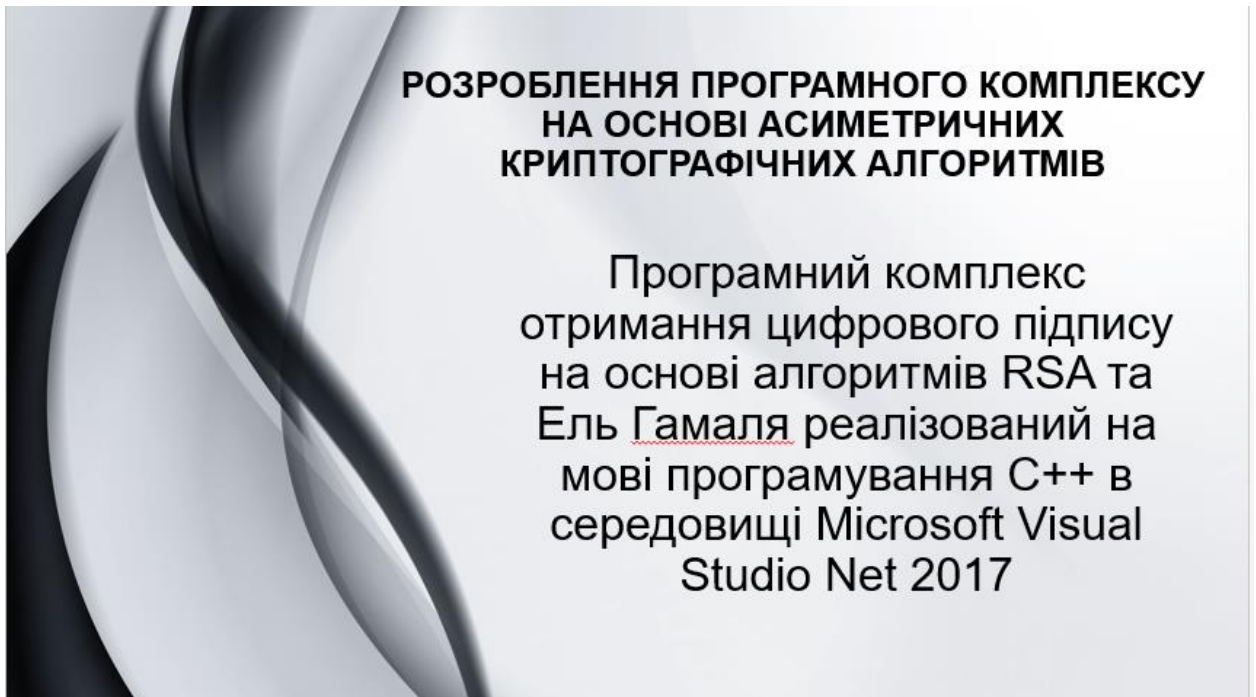 РОЗРОБЛЕННЯ ПРОГРАМНОГО КОМПЛЕКСУ
НА ОСНОВІ АСИМЕТРИЧНИХ
КРИПТОГРАФІЧНИХ АЛГОРИТМІВ
Програмний комплекс
отримання цифрового підпису
на основі алгоритмів RSA та
Ель Гамаля реалізований на
мові програмування C++ в
середовищі Microsoft Visual
Studio Net 2017